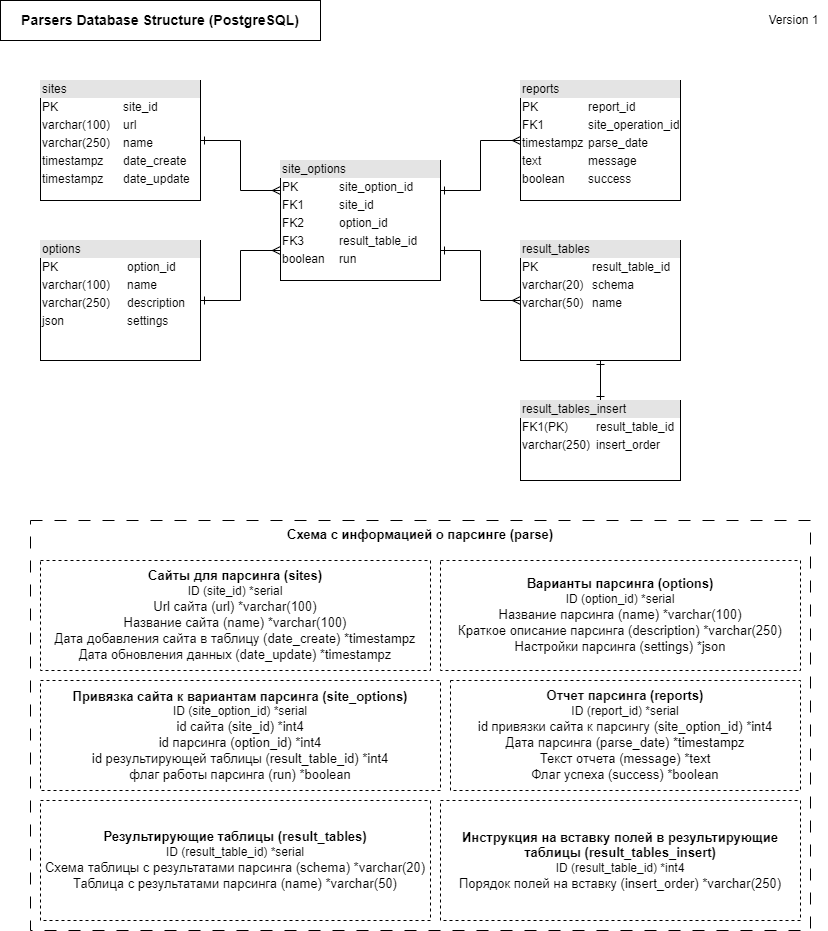 Parsers Database Structure (PostgreSQL)
Version 1
sites
PK site_id
varchar(100) url
varchar(250) name
timestampz date_create
timestampz date_update
reports
PK report_id
FK1 site_operation_id
timestampz parse_date
text message
boolean success
site_options
PK site_option_id
FK1 site_id
FK2 option_id
FK3 result_table_id
boolean run
options
PK option_id
varchar(100) name
varchar(250) description
json settings
result_tables
PK result_table_id
varchar(20) schema
varchar(50) name
result_tables_insert
FK1(PK) result_table_id
varchar(250) insert_order
Схема с информацией о парсинге (parse)
Сайты для парсинга (sites)
ID (site_id) *serial
Url сайта (url) *varchar(100)
Название сайта (name) *varchar(100)
Дата добавления сайта в таблицу (date_create) *timestampz
Дата обновления данных (date_update) *timestampz
Варианты парсинга (options)
ID (option_id) *serial
Название парсинга (name) *varchar(100)
Краткое описание парсинга (description) *varchar(250)
Настройки парсинга (settings) *json
Привязка сайта к вариантам парсинга (site_options)
ID (site_option_id) *serial
id сайта (site_id) *int4
id парсинга (option_id) *int4
id результирующей таблицы (result_table_id) *int4
флаг работы парсинга (run) *boolean
Отчет парсинга (reports)
ID (report_id) *serial
id привязки сайта к парсингу (site_option_id) *int4
Дата парсинга (parse_date) *timestampz
Текст отчета (message) *text
Флаг успеха (success) *boolean
Результирующие таблицы (result_tables)
ID (result_table_id) *serial
Схема таблицы с результатами парсинга (schema) *varchar(20)
Таблица с результатами парсинга (name) *varchar(50)
Инструкция на вставку полей в результирующие
таблицы (result_tables_insert)
ID (result_table_id) *int4
Порядок полей на вставку (insert_order) *varchar(250)